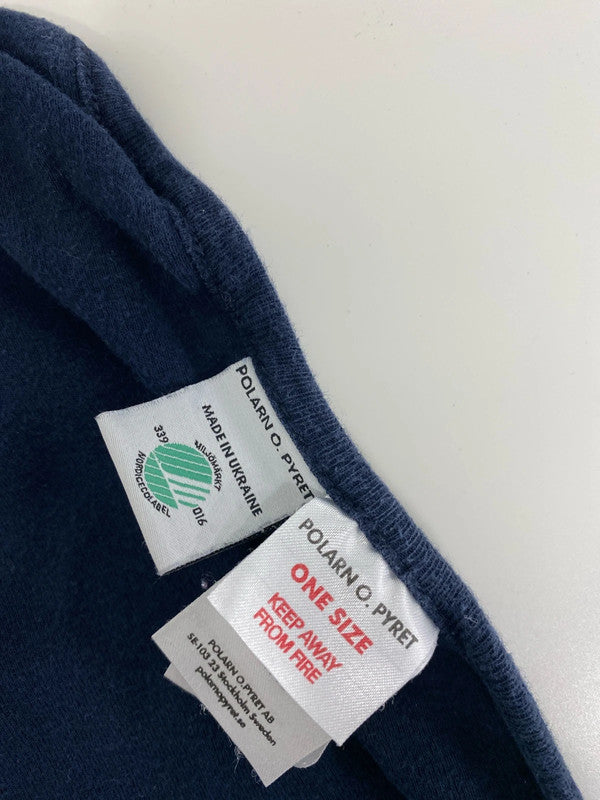 POLARN O. PYRET
MADE IN UKRAINE
MILJÖMÄRKT
339
016
NORDIC ECOLABEL
POLARN O. PYRET
ONE SIZE
KEEP AWAY
FROM FIRE
POLARN O.PYRET AB
SE-103 23 Stockholm Sweden
polarnopyret.se